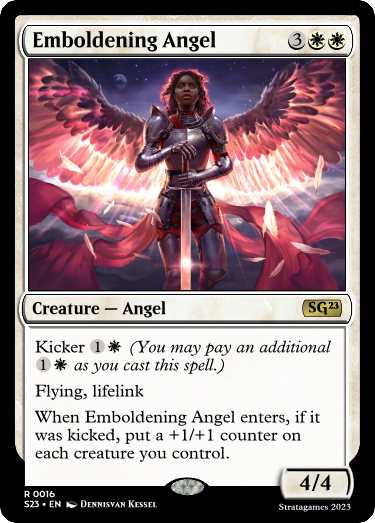 Emboldening Angel 3
Creature — Angel SG23
Kicker 1 (You may pay an additional
1 as you cast this spell.)
Flying, lifelink
When Emboldening Angel enters, if it
was kicked, put a +1/+1 counter on
each creature you control.
4/4
R 0016
S23 • EN DENNISVAN KESSEL
Stratagames 2023